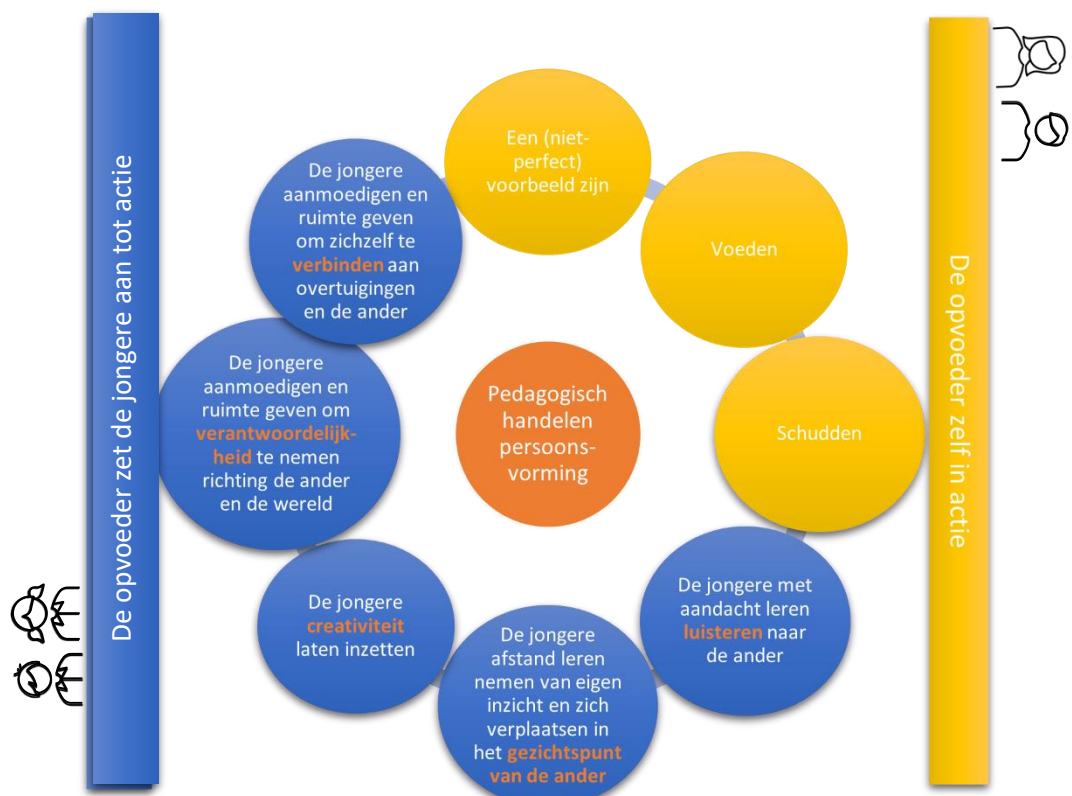 De opvoeder zet de jongere aan tot actie
Een (niet-
perfect)
voorbeeld zijn
Voeden
Schudden
De jongere met
aandacht leren
luisteren naar
de ander
De jongere
afstand leren
nemen van eigen
inzicht en zich
verplaatsen in
het gezichtspunt
van de ander
De jongere
creativiteit
laten inzetten
De jongere
aanmoedigen en
ruimte geven om
verantwoordelijk-
heid te nemen
richting de ander
en de wereld
De jongere
aanmoedigen en
ruimte geven
om zichzelf te
verbinden aan
overtuigingen
en de ander
Pedagogisch
handelen
persoons-
vorming
De opvoeder zelf in actie